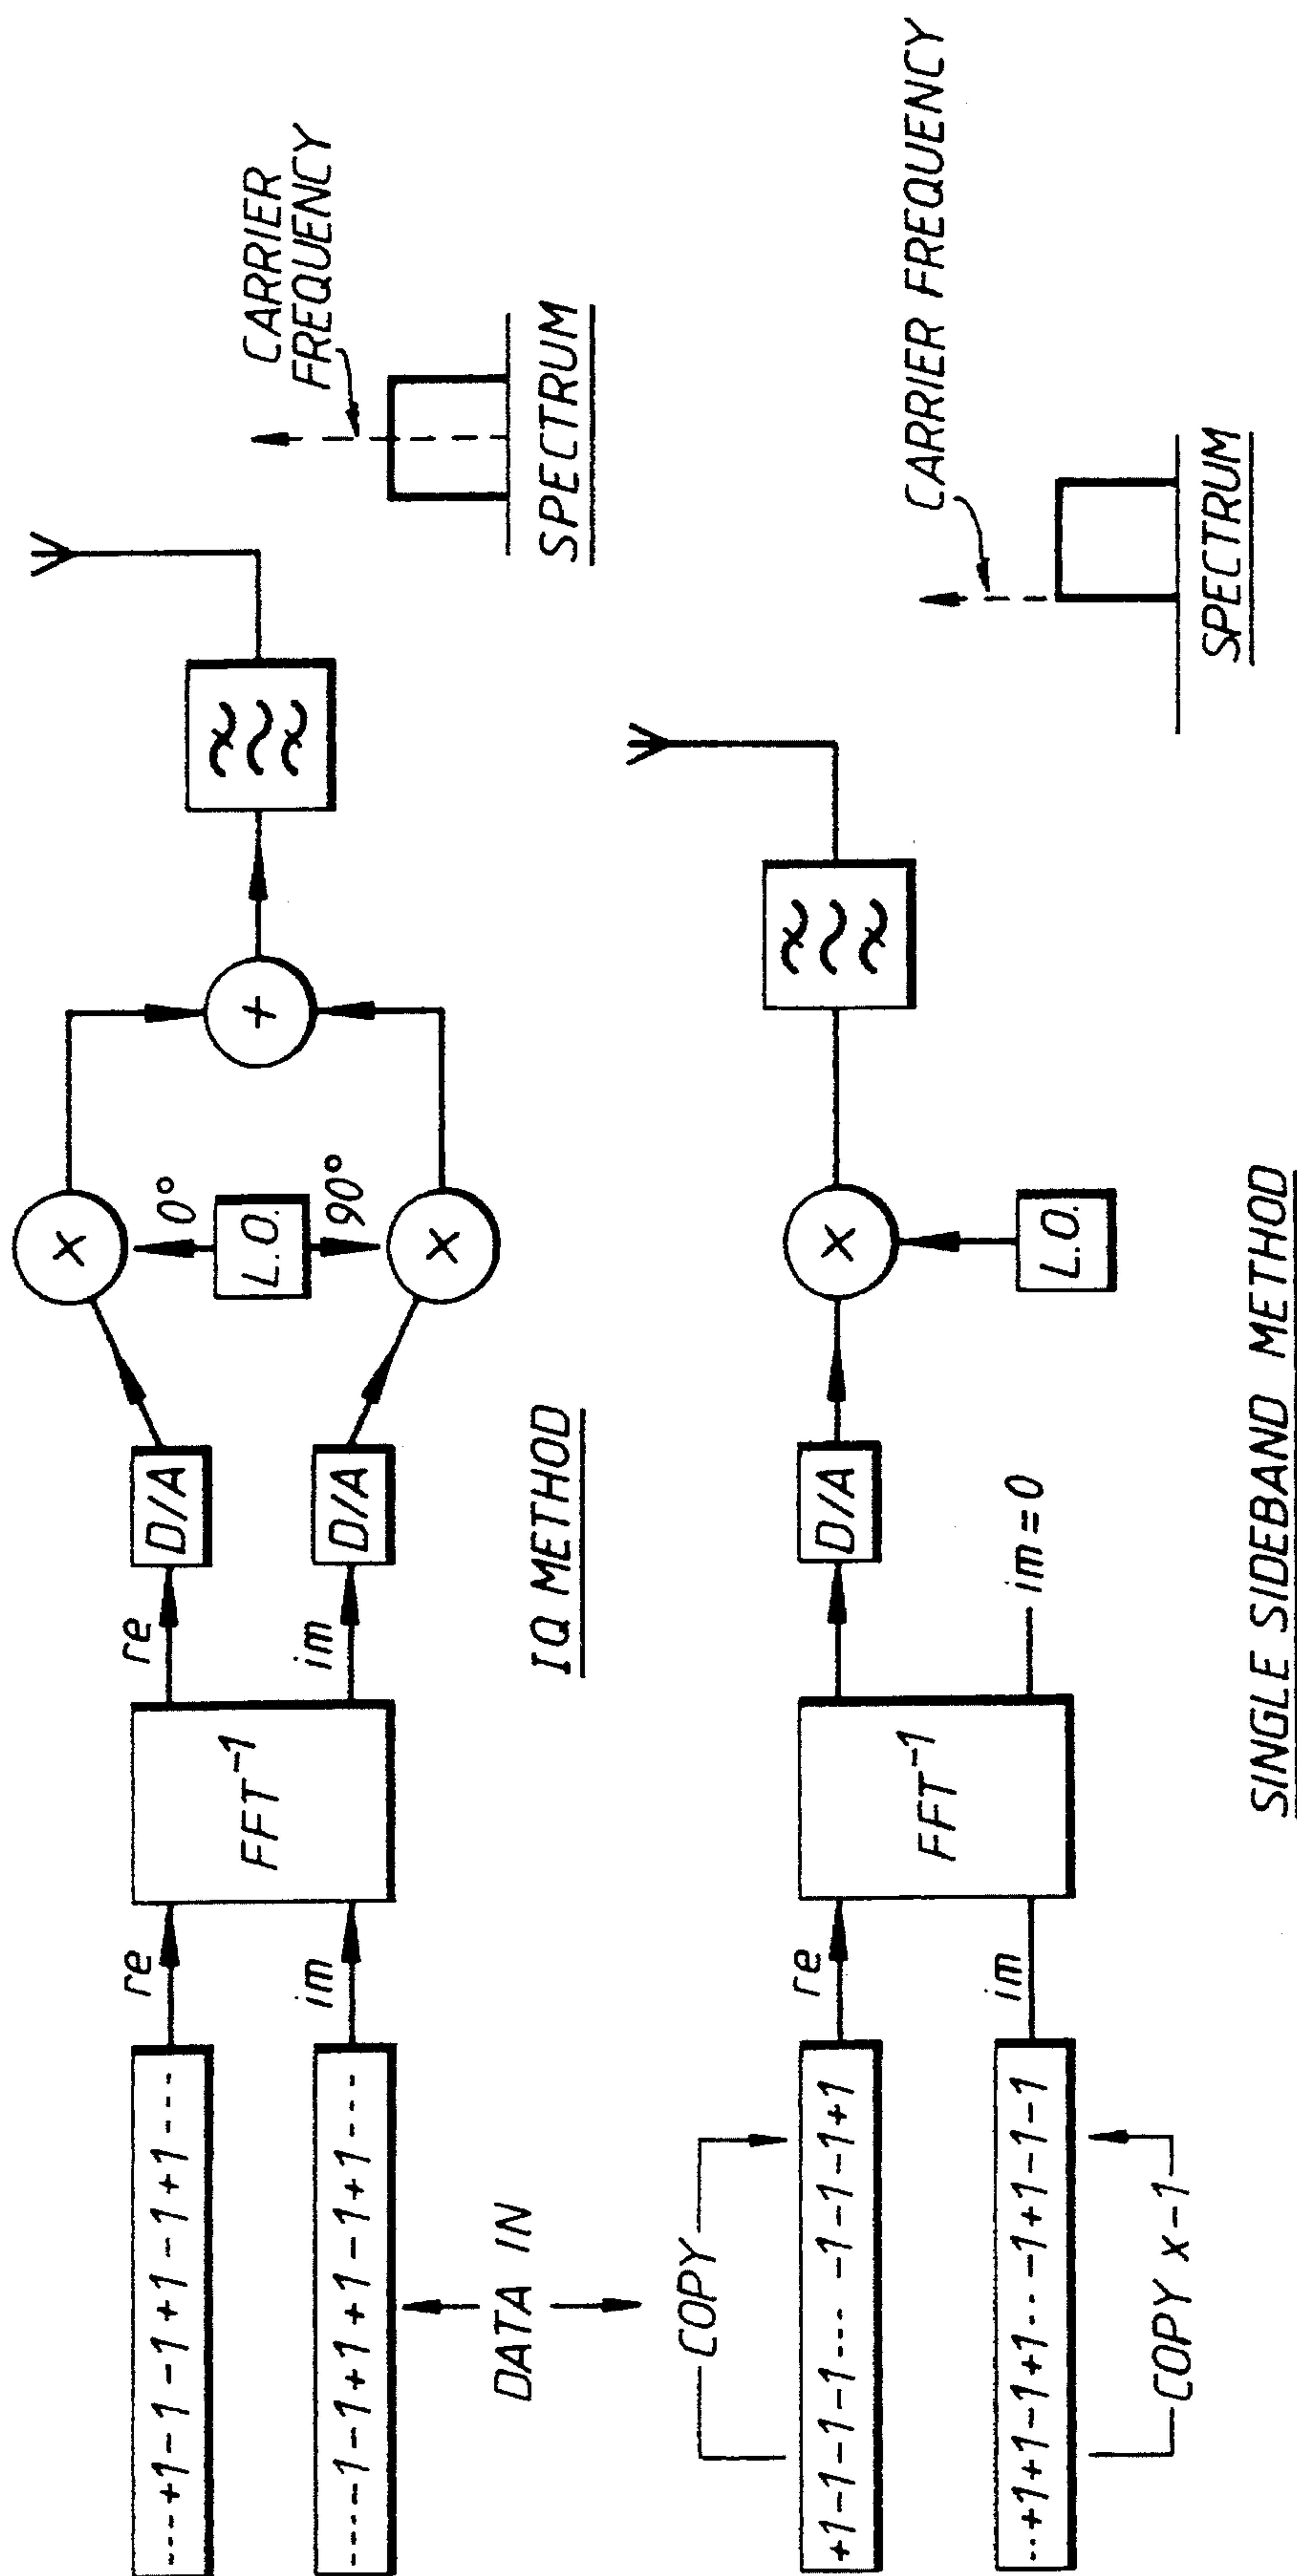 ---+1-1-1+1-1+1---
re
FFT⁻¹
re
D/A
×
0°
L.O.
90°
×
+
CARRIER
FREQUENCY
SPECTRUM
----1-1+1+1-1+1---
im
im
D/A
IQ METHOD
DATA IN
COPY
+1-1-1-1--- -1-1-1+1
re
FFT⁻¹
D/A
×
L.O.
CARRIER FREQUENCY
SPECTRUM
--+1+1-1+1---1+1-1-1
im
im=0
COPY x-1
SINGLE SIDEBAND METHOD